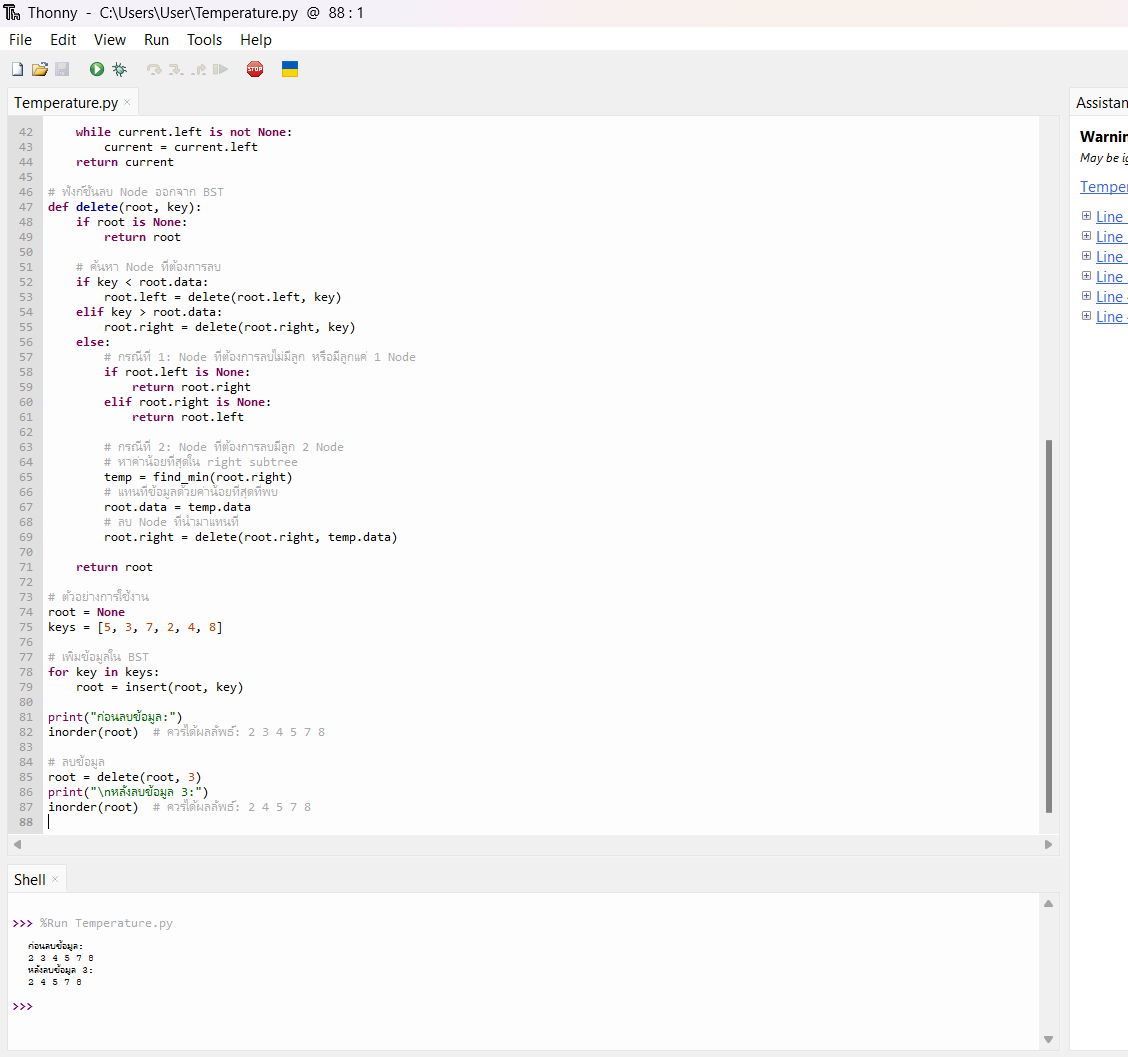 Thonny - C:\Users\User\Temperature.py @ 88 : 1
File Edit View Run Tools Help
STOP
Temperature.py ×
42 while current.left is not None:
43 current = current.left
44 return current
45
46 # ฟังก์ชันลบ Node ออกจาก BST
47 def delete(root, key):
48 if root is None:
49 return root
50
51 # ค้นหา Node ที่ต้องการลบ
52 if key < root.data:
53 root.left = delete(root.left, key)
54 elif key > root.data:
55 root.right = delete(root.right, key)
56 else:
57 # กรณีที่ 1: Node ที่ต้องการลบไม่มีลูก หรือมีลูกแค่ 1 Node
58 if root.left is None:
59 return root.right
60 elif root.right is None:
61 return root.left
62
63 # กรณีที่ 2: Node ที่ต้องการลบมีลูก 2 Node
64 # หาค่าน้อยที่สุดใน right subtree
65 temp = find_min(root.right)
66 # แทนที่ข้อมูลด้วยค่าน้อยที่สุดที่พบ
67 root.data = temp.data
68 # ลบ Node ที่นำมาแทนที่
69 root.right = delete(root.right, temp.data)
70
71 return root
72
73 # ตัวอย่างการใช้งาน
74 root = None
75 keys = [5, 3, 7, 2, 4, 8]
76
77 # เพิ่มข้อมูลใน BST
78 for key in keys:
79 root = insert(root, key)
80
81 print("ก่อนลบข้อมูล:")
82 inorder(root) # ควรได้ผลลัพธ์: 2 3 4 5 7 8
83
84 # ลบข้อมูล
85 root = delete(root, 3)
86 print("\nหลังลบข้อมูล 3:")
87 inorder(root) # ควรได้ผลลัพธ์: 2 4 5 7 8
88
Shell ×
>>> %Run Temperature.py
ก่อนลบข้อมูล:
2 3 4 5 7 8
หลังลบข้อมูล 3:
2 4 5 7 8
>>>
Assistan
Warnin
May be ig
Temper
Line
Line
Line
Line
Line
Line